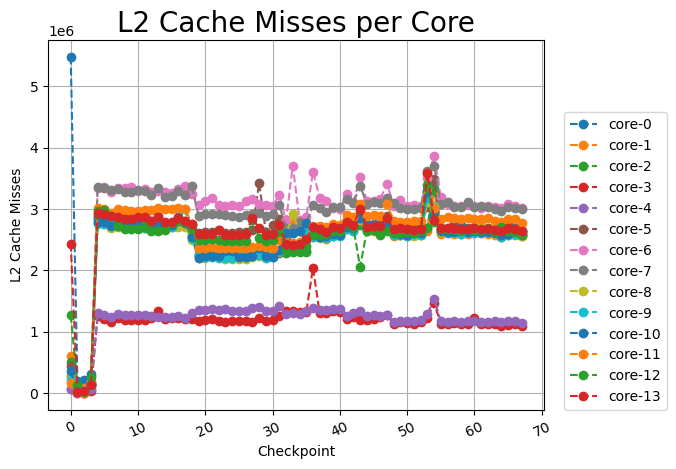 L2 Cache Misses per Core
1e6
5
4
3
2
1
0
L2 Cache Misses
0 10 20 30 40 50 60 70
Checkpoint
core-0
core-1
core-2
core-3
core-4
core-5
core-6
core-7
core-8
core-9
core-10
core-11
core-12
core-13